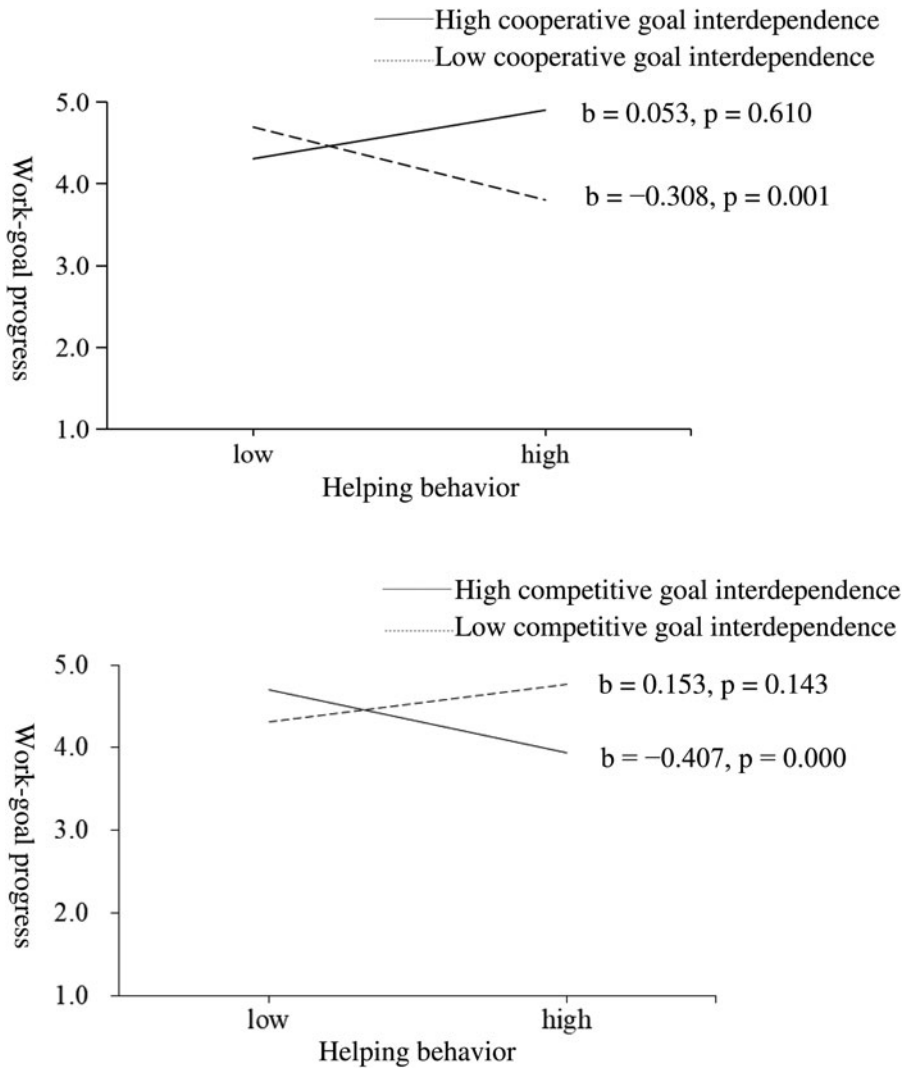 High cooperative goal interdependence
Low cooperative goal interdependence
5.0
4.0
3.0
2.0
1.0
Work-goal progress
b = 0.053, p = 0.610
b = −0.308, p = 0.001
low high
Helping behavior
High competitive goal interdependence
Low competitive goal interdependence
5.0
4.0
3.0
2.0
1.0
Work-goal progress
b = 0.153, p = 0.143
b = −0.407, p = 0.000
low high
Helping behavior